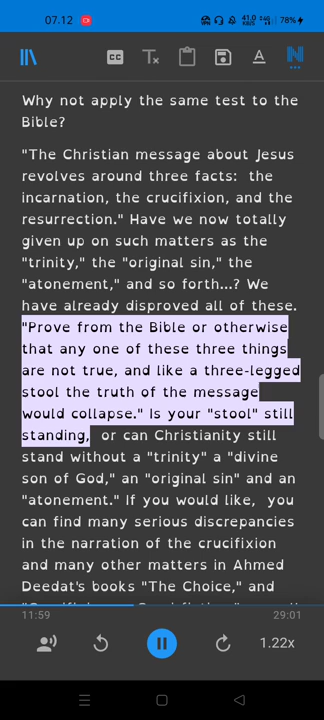 07.12
41.0
KB/S
78%
CC
Why not apply the same test to the
Bible?
"The Christian message about Jesus
revolves around three facts: the
incarnation, the crucifixion, and the
resurrection." Have we now totally
given up on such matters as the
"trinity," the "original sin," the
"atonement," and so forth...? We
have already disproved all of these.
"Prove from the Bible or otherwise
that any one of these three things
are not true, and like a three-legged
stool the truth of the message
would collapse." Is your "stool" still
standing, or can Christianity still
stand without a "trinity" a "divine
son of God," an "original sin" and an
"atonement." If you would like, you
can find many serious discrepancies
in the narration of the crucifixion
and many other matters in Ahmed
Deedat's books "The Choice," and
11:59
29:01
1.22x